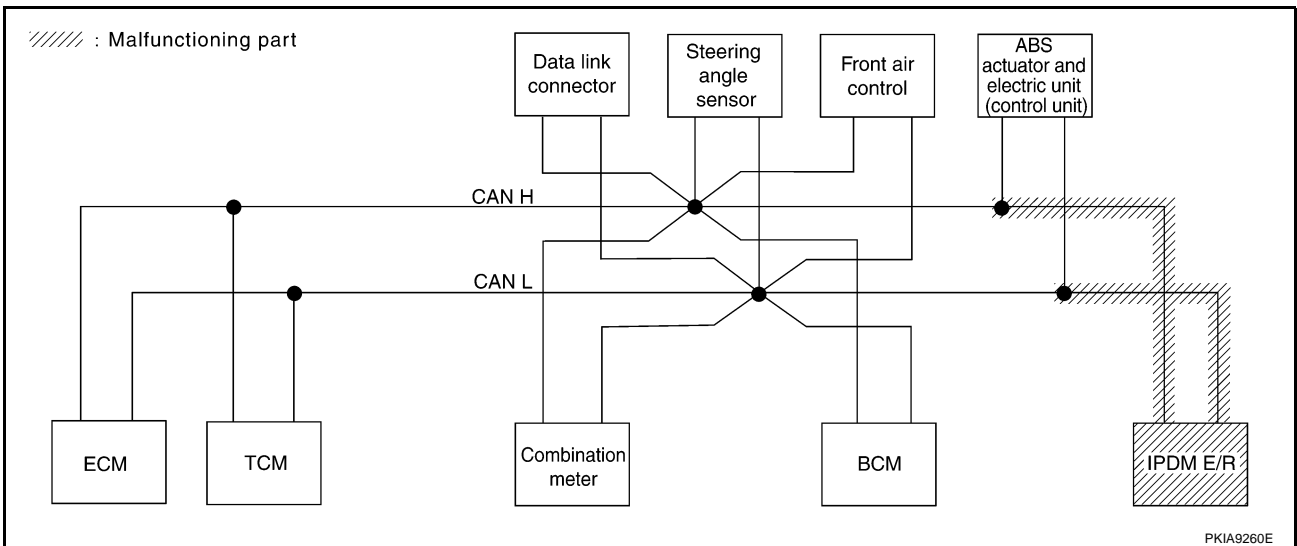 : Malfunctioning part
Data link
connector
Steering
angle
sensor
Front air
control
ABS
actuator and
electric unit
(control unit)
CAN H
CAN L
ECM
TCM
Combination
meter
BCM
IPDM E/R
PKIA9260E